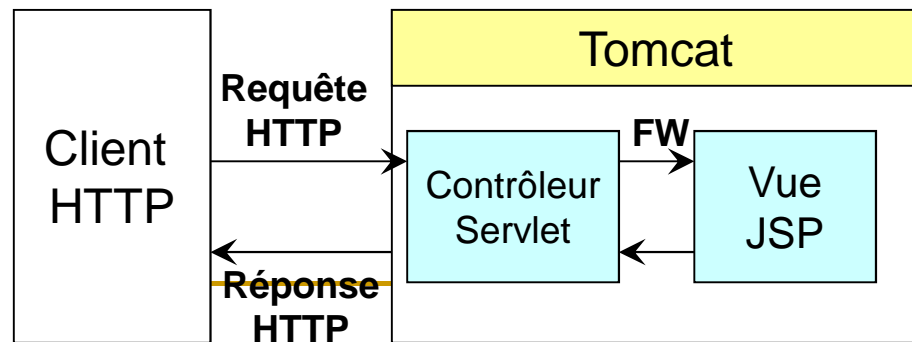 Tomcat
Requête
HTTP
FW
Client
HTTP
Contrôleur
Servlet
Vue
JSP
Réponse
HTTP